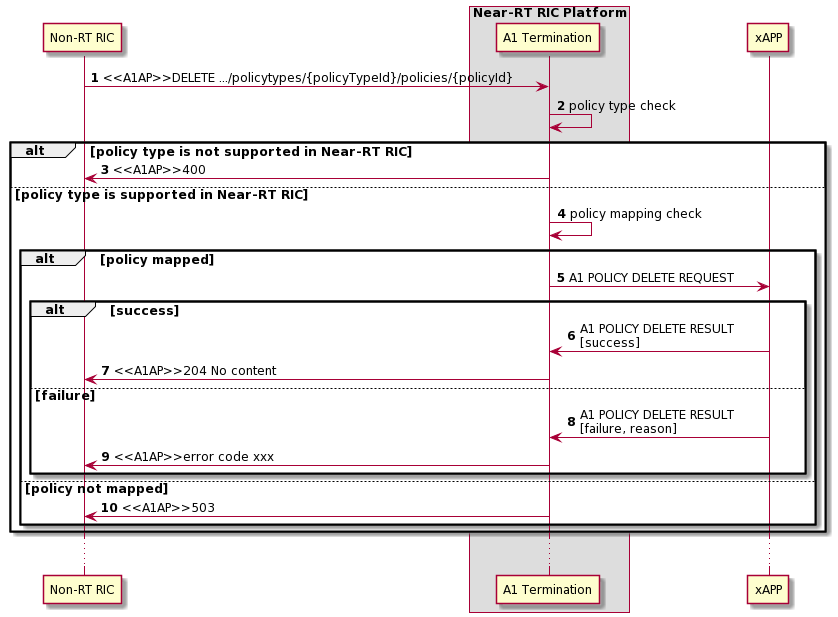 Near-RT RIC Platform
Non-RT RIC
A1 Termination
xAPP
1 <<A1AP>>DELETE .../policytypes/{policyTypeId}/policies/{policyId}
2 policy type check
alt [policy type is not supported in Near-RT RIC]
3 <<A1AP>>400
[policy type is supported in Near-RT RIC]
4 policy mapping check
alt [policy mapped]
5 A1 POLICY DELETE REQUEST
alt [success]
6 A1 POLICY DELETE RESULT
[success]
7 <<A1AP>>204 No content
[failure]
8 A1 POLICY DELETE RESULT
[failure, reason]
9 <<A1AP>>error code xxx
[policy not mapped]
10 <<A1AP>>503
Non-RT RIC
A1 Termination
xAPP